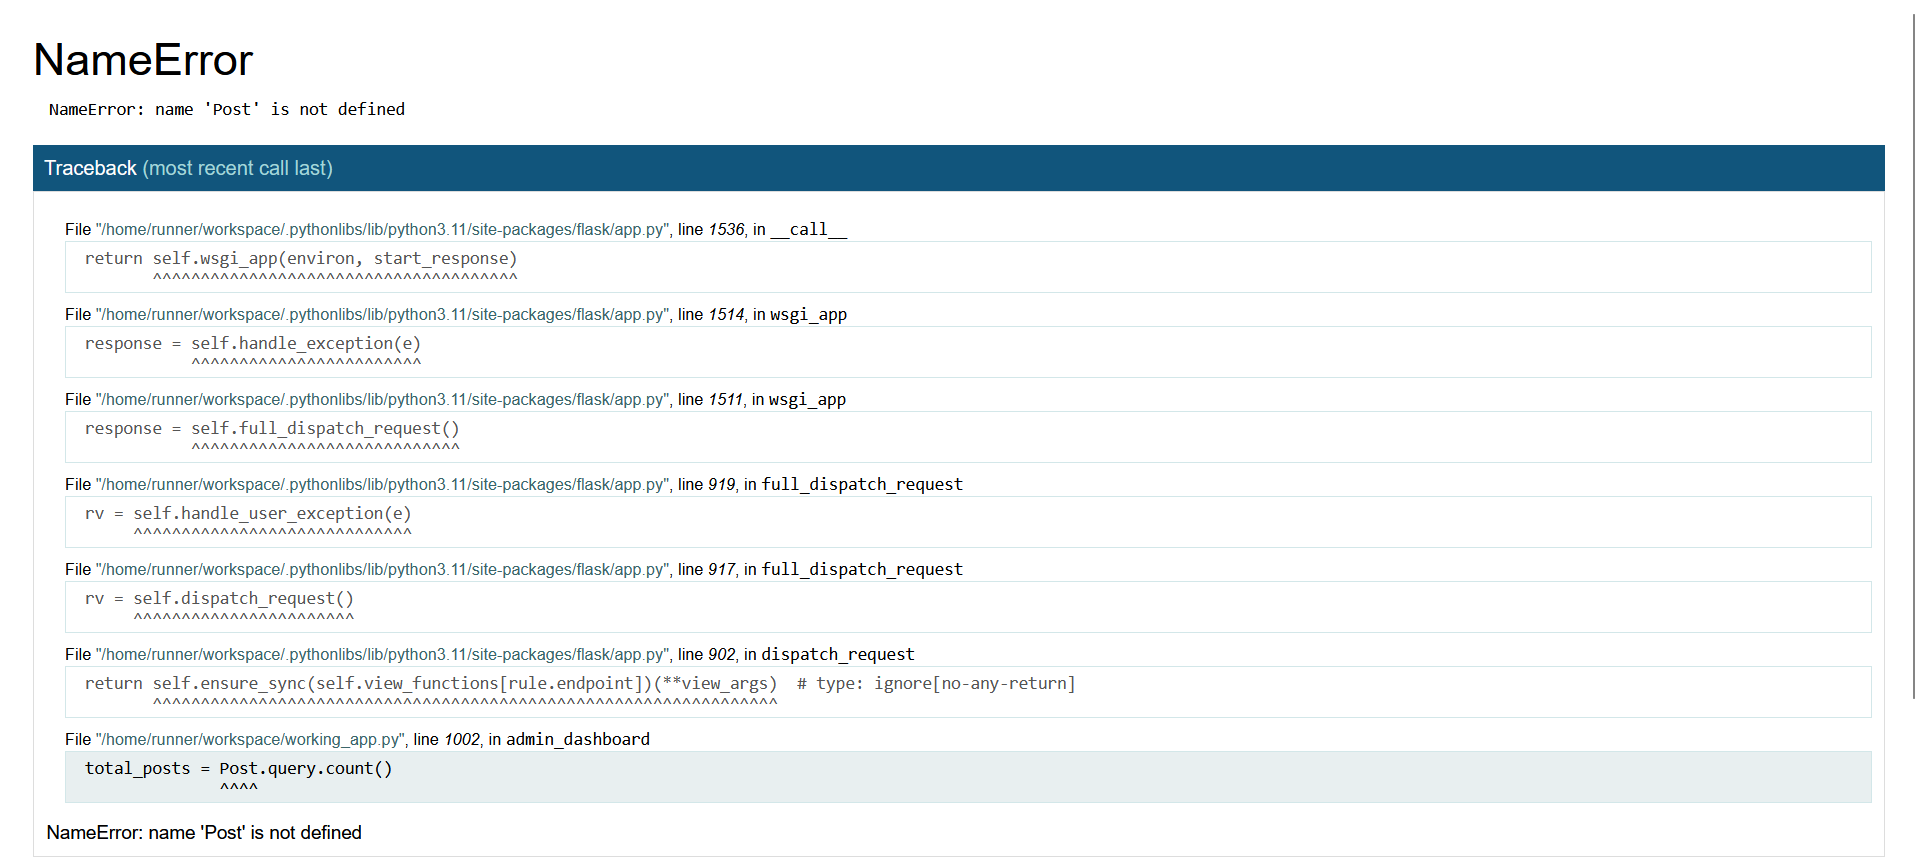 NameError
NameError: name 'Post' is not defined
Traceback (most recent call last)
File "/home/runner/workspace/.pythonlibs/lib/python3.11/site-packages/flask/app.py", line 1536, in __call__
return self.wsgi_app(environ, start_response)
^^^^^^^^^^^^^^^^^^^^^^^^^^^^^^^^^^^^^^
File "/home/runner/workspace/.pythonlibs/lib/python3.11/site-packages/flask/app.py", line 1514, in wsgi_app
response = self.handle_exception(e)
^^^^^^^^^^^^^^^^^^^^^^^^
File "/home/runner/workspace/.pythonlibs/lib/python3.11/site-packages/flask/app.py", line 1511, in wsgi_app
response = self.full_dispatch_request()
^^^^^^^^^^^^^^^^^^^^^^^^^^^^
File "/home/runner/workspace/.pythonlibs/lib/python3.11/site-packages/flask/app.py", line 919, in full_dispatch_request
rv = self.handle_user_exception(e)
^^^^^^^^^^^^^^^^^^^^^^^^^^^^^
File "/home/runner/workspace/.pythonlibs/lib/python3.11/site-packages/flask/app.py", line 917, in full_dispatch_request
rv = self.dispatch_request()
^^^^^^^^^^^^^^^^^^^^^^^
File "/home/runner/workspace/.pythonlibs/lib/python3.11/site-packages/flask/app.py", line 902, in dispatch_request
return self.ensure_sync(self.view_functions[rule.endpoint])(**view_args)  # type: ignore[no-any-return]
^^^^^^^^^^^^^^^^^^^^^^^^^^^^^^^^^^^^^^^^^^^^^^^^^^^^^^^^^^^^^^^^^
File "/home/runner/workspace/working_app.py", line 1002, in admin_dashboard
total_posts = Post.query.count()
^^^^
NameError: name 'Post' is not defined